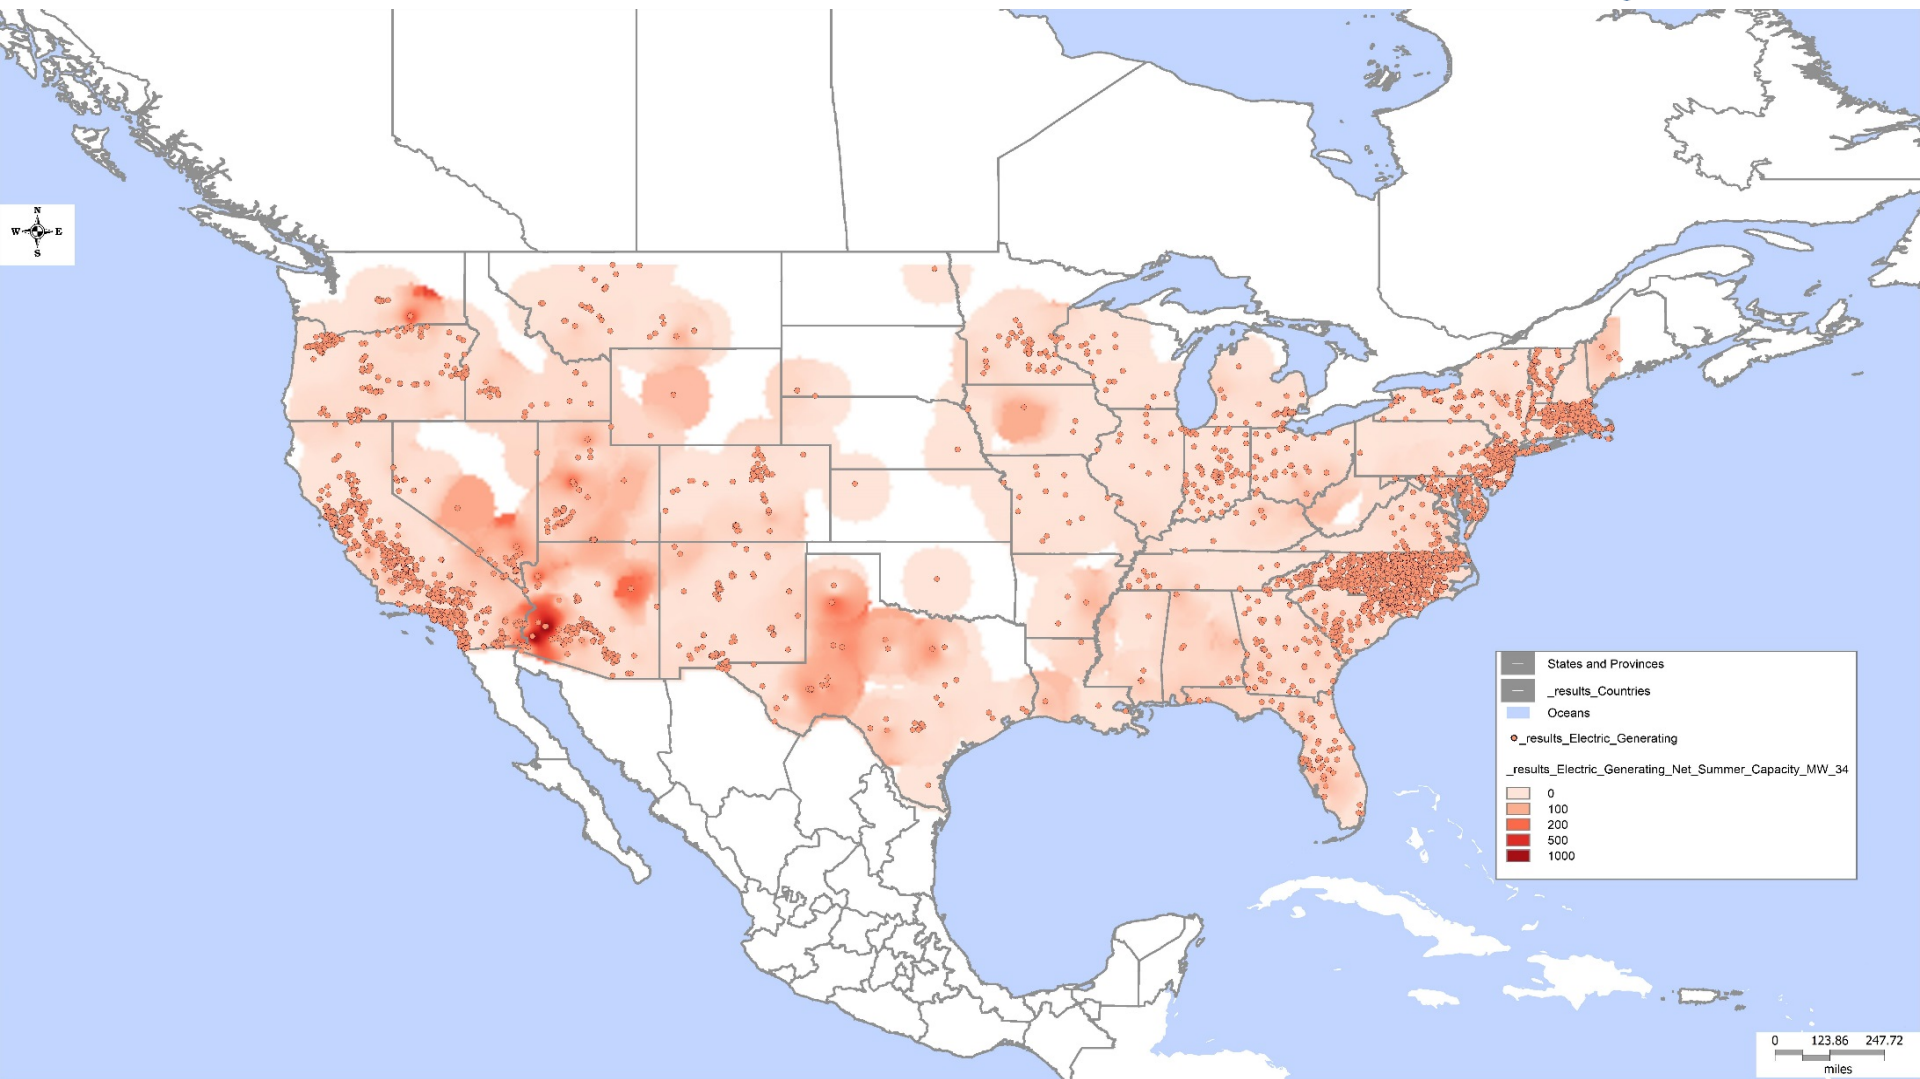 N
W E
S
States and Provinces
_results_Countries
Oceans
_results_Electric_Generating
_results_Electric_Generating_Net_Summer_Capacity_MW_34
0
100
200
500
1000
0 123.86 247.72
miles